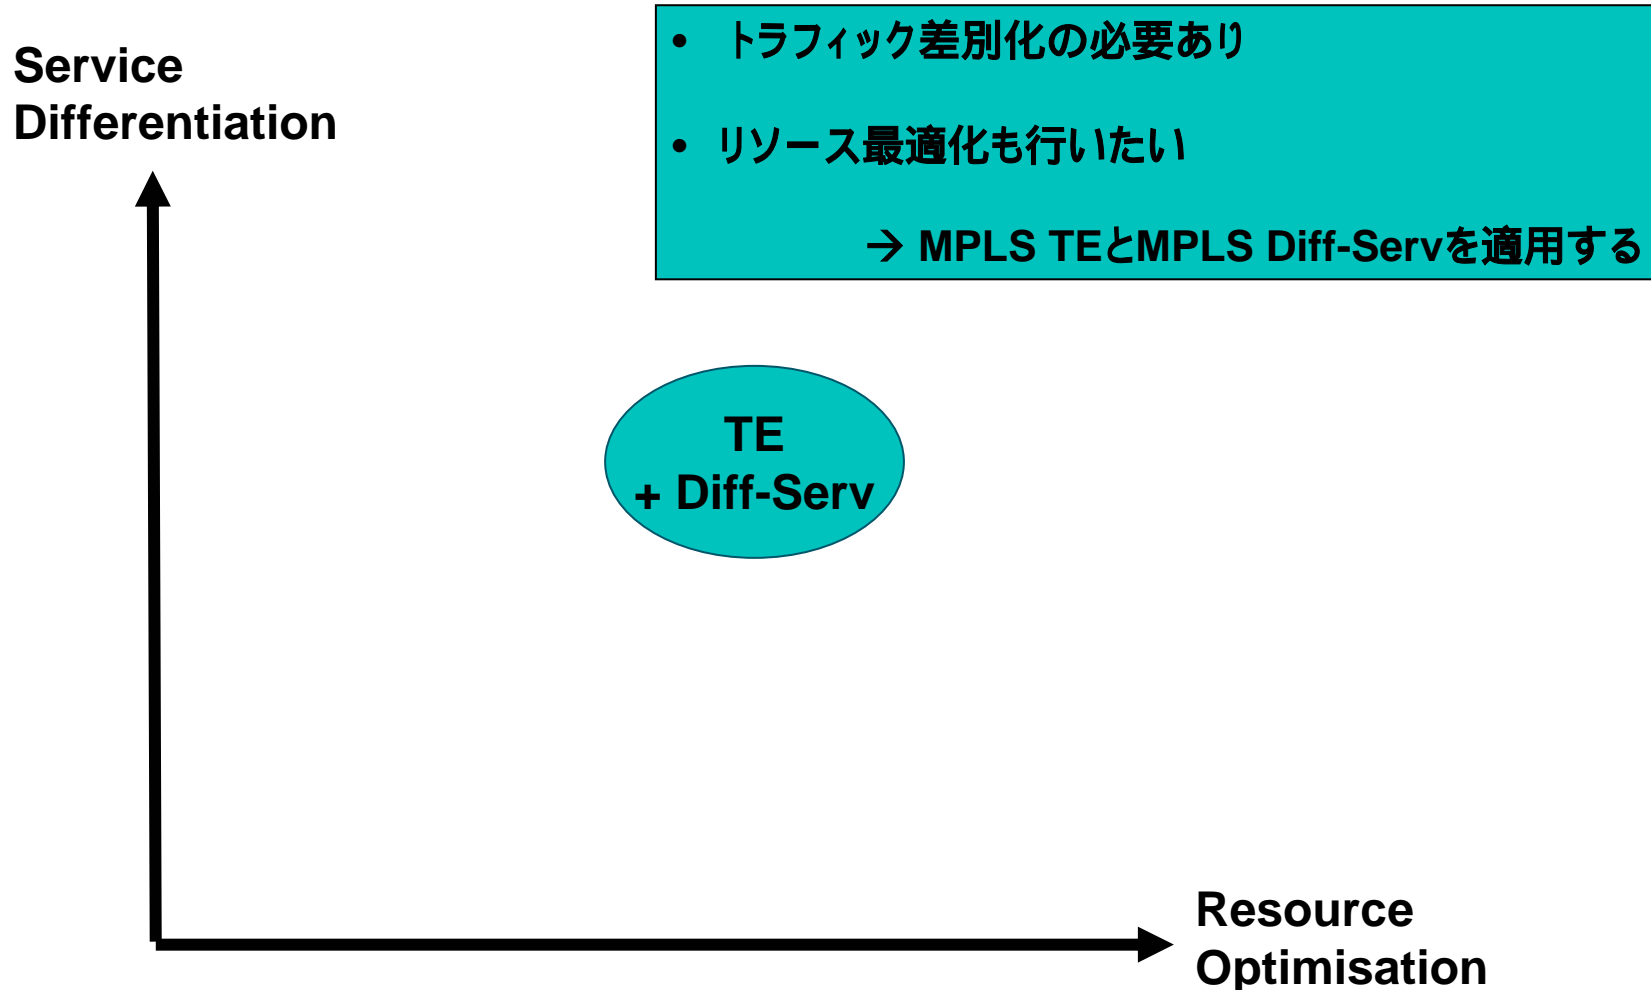 Service
Differentiation
• トラフィック差別化の必要あり
• リソース最適化も行いたい
→ MPLS TEとMPLS Diff-Servを適用する
TE
+ Diff-Serv
Resource
Optimisation